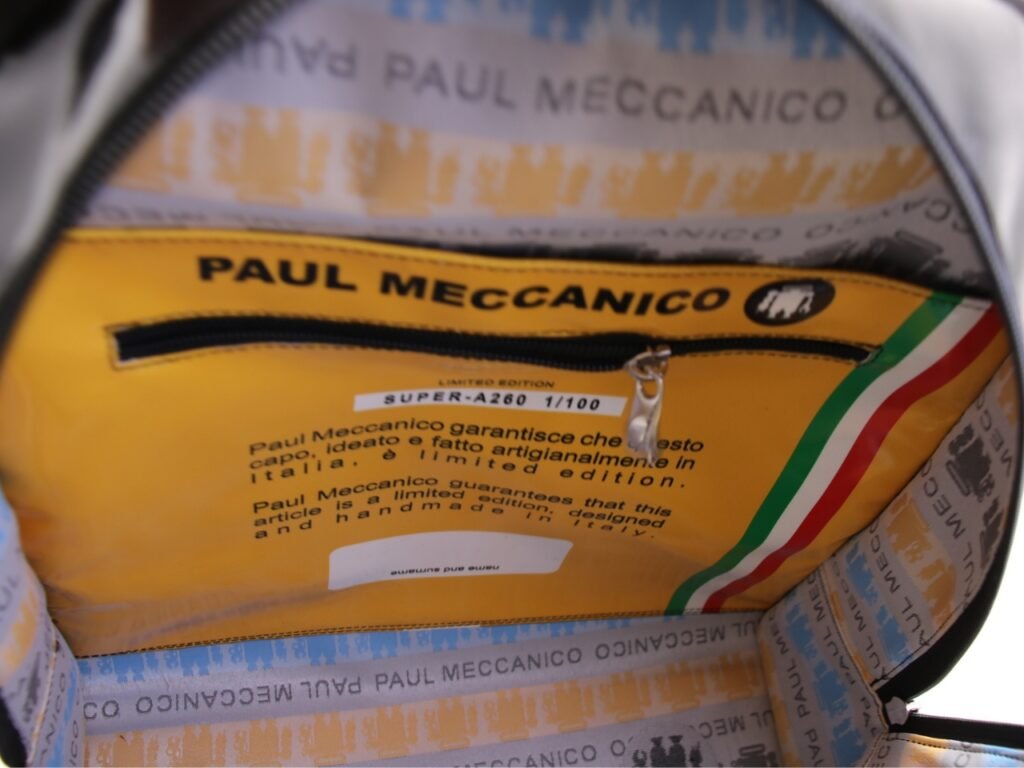 PAUL MECCANICO
PAUL MECCANICO
PAUL MECCANICO
LIMITED EDITION
SUPER-A260 1/100
Paul Meccanico garantisce che questo
capo, ideato e fatto artigianalmente in
Italia, è limited edition.
Paul Meccanico guarantees that this
article is a limited edition, designed
and handmade in Italy.
name and surname
PAUL MECCANICO
PAUL MECCANICO